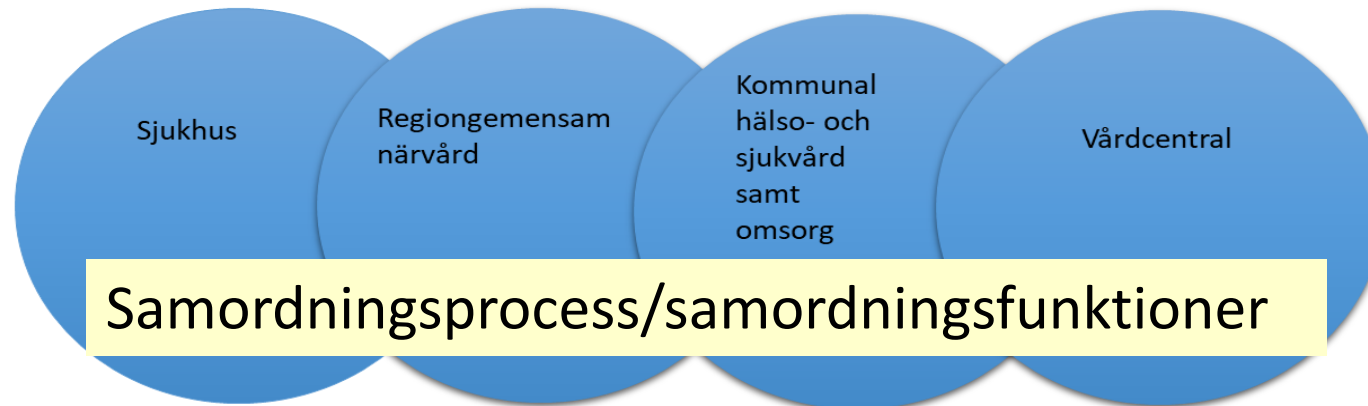 Sjukhus
Regiongemensam
närvård
Kommunal
hälso- och
sjukvård
samt
omsorg
Vårdcentral
Samordningsprocess/samordningsfunktioner